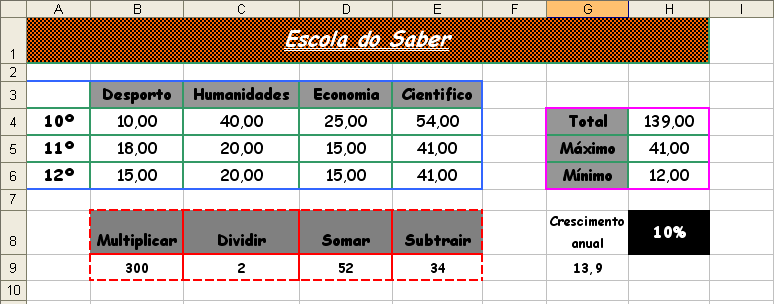 A B C D E F G H I
1 Escola do Saber
2
3 Desporto Humanidades Economia Cientifico
4 10º 10,00 40,00 25,00 54,00 Total 139,00
5 11º 18,00 20,00 15,00 41,00 Máximo 41,00
6 12º 15,00 20,00 15,00 41,00 Mínimo 12,00
7
8 Multiplicar Dividir Somar Subtrair Crescimento anual 10%
9 300 2 52 34 13,9
10